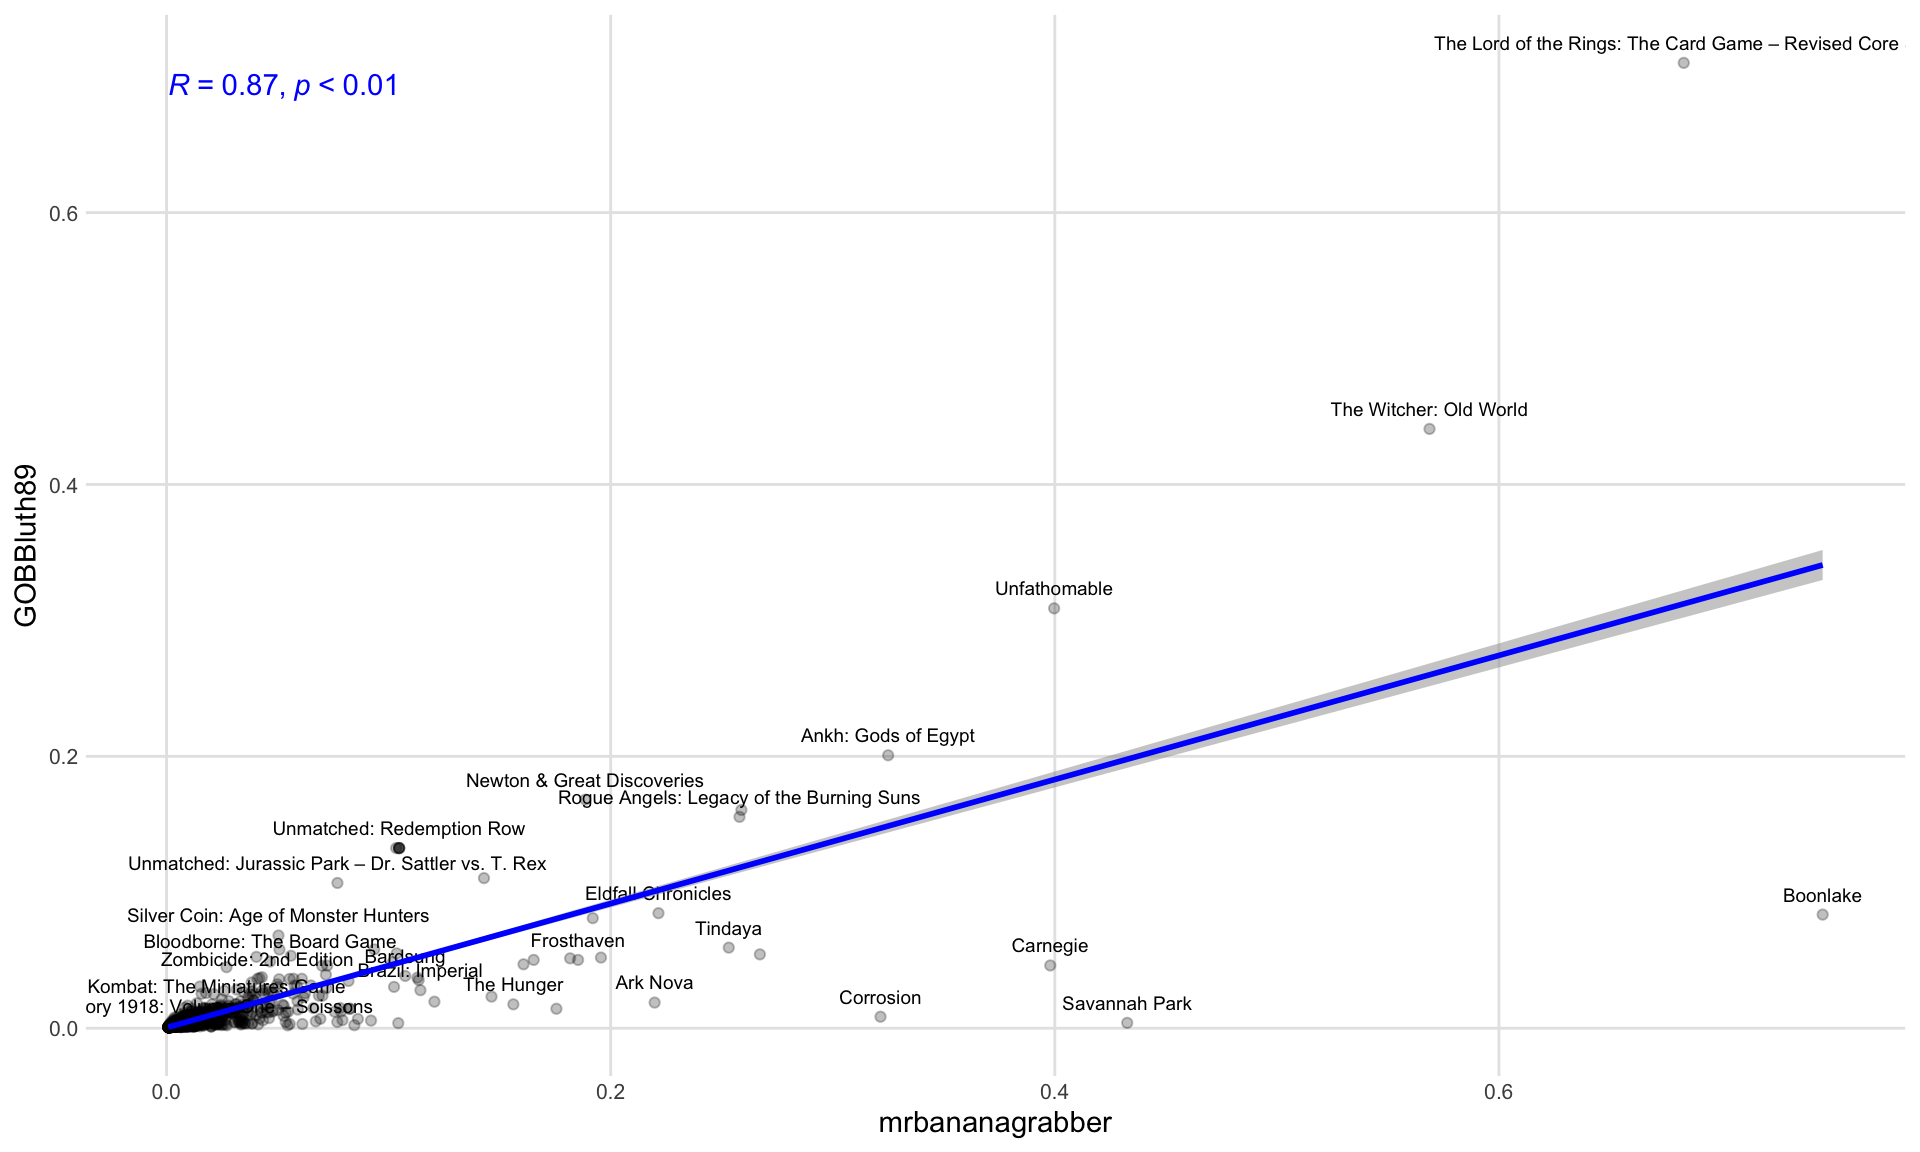 The Lord of the Rings: The Card Game – Revised Core
R = 0.87, p < 0.01
0.6
The Witcher: Old World
0.4
GOBBluth89
Unfathomable
Ankh: Gods of Egypt
0.2
Newton & Great Discoveries
Rogue Angels: Legacy of the Burning Suns
Unmatched: Redemption Row
Unmatched: Jurassic Park – Dr. Sattler vs. T. Rex
Eldfall Chronicles
Boonlake
Silver Coin: Age of Monster Hunters
Tindaya
Bloodborne: The Board Game
Frosthaven
Carnegie
Zombicide: 2nd Edition
Bardsung
Brazil: Imperial
Kombat: The Miniatures Game
The Hunger
Ark Nova
Corrosion
Savannah Park
ory 1918: Volume One – Soissons
0.0
0.0
0.2
0.4
0.6
mrbananagrabber